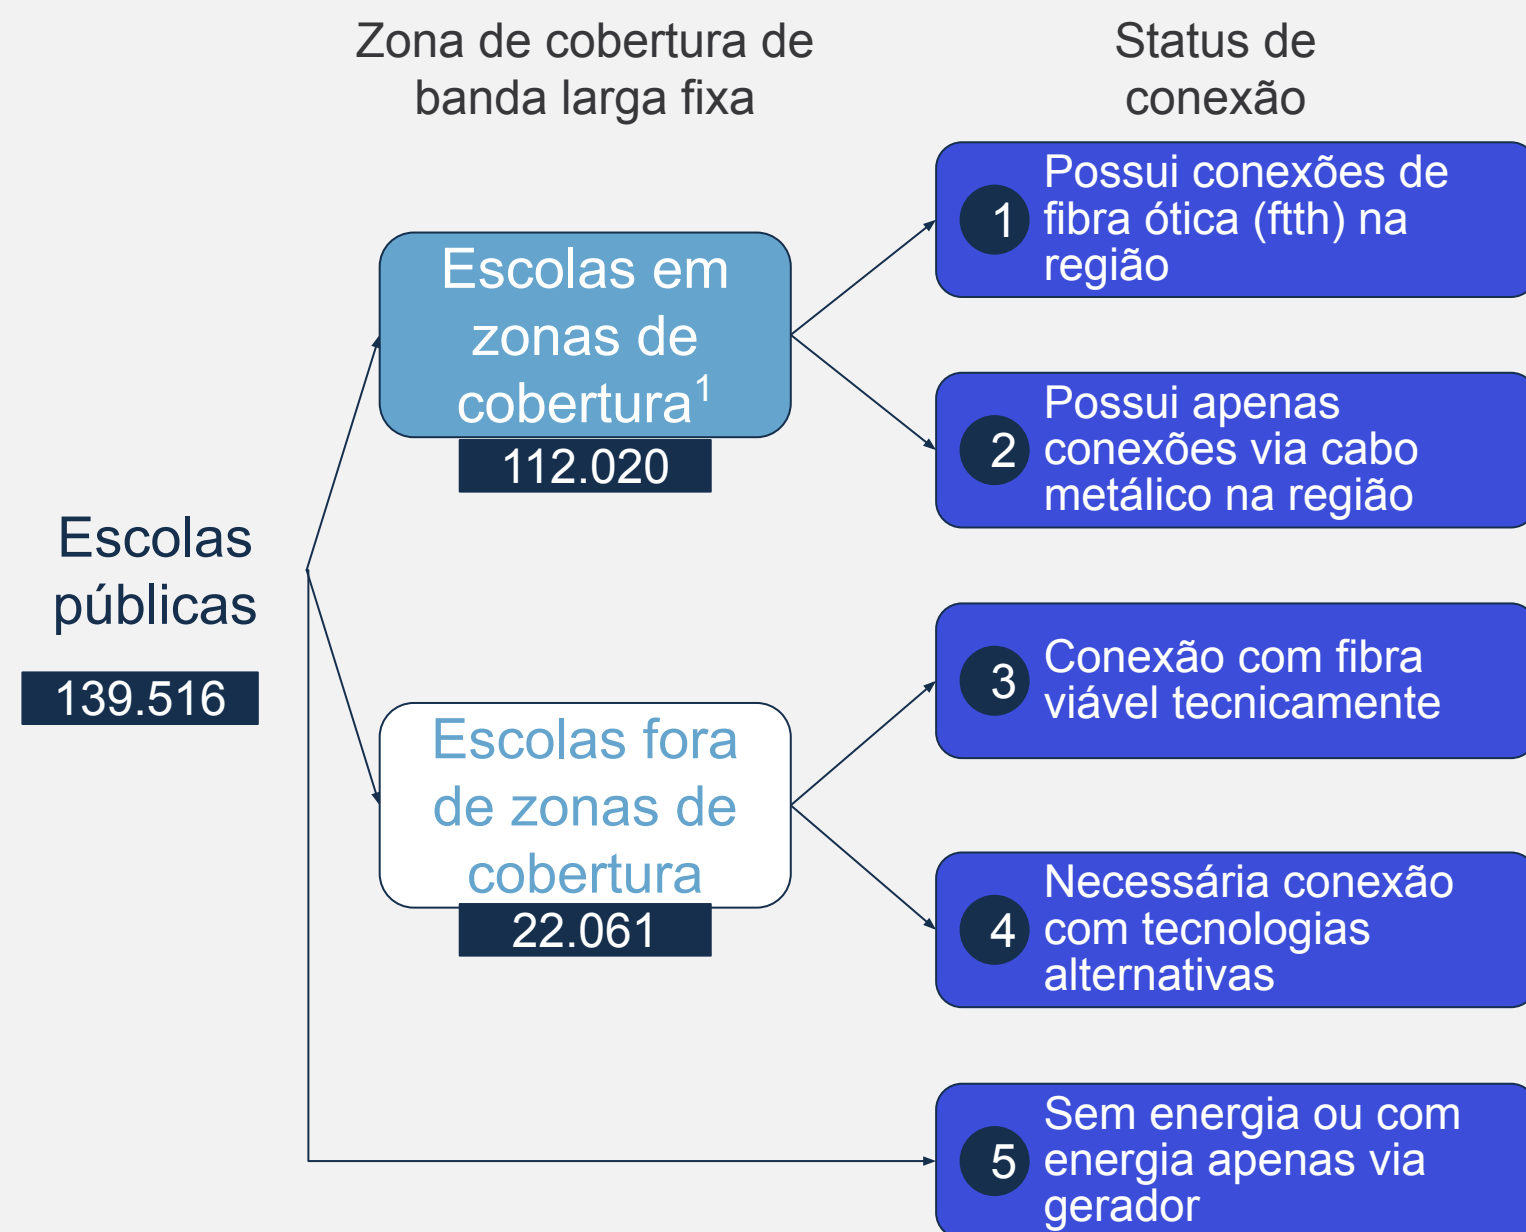 Zona de cobertura de
banda larga fixa
Status de
conexão
Escolas
públicas
139.516
Escolas em
zonas de
cobertura¹
112.020
Escolas fora
de zonas de
cobertura
22.061
1
Possui conexões de
fibra ótica (ftth) na
região
2
Possui apenas
conexões via cabo
metálico na região
3
Conexão com fibra
viável tecnicamente
4
Necessária conexão
com tecnologias
alternativas
5
Sem energia ou com
energia apenas via
gerador